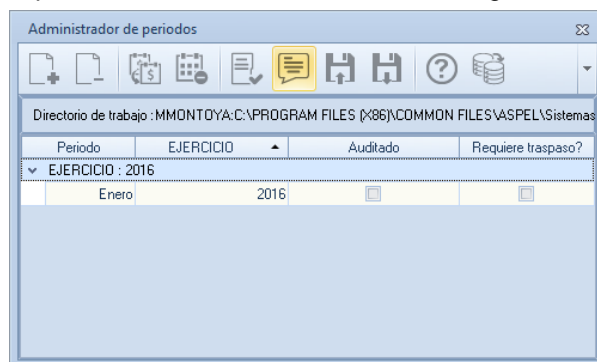 Administrador de periodos
Directorio de trabajo : MMONTOYA:C:\PROGRAM FILES (X86)\COMMON FILES\ASPEL\Sistemas
Periodo EJERCICIO Auditado Requiere traspaso?
EJERCICIO : 2016
Enero 2016